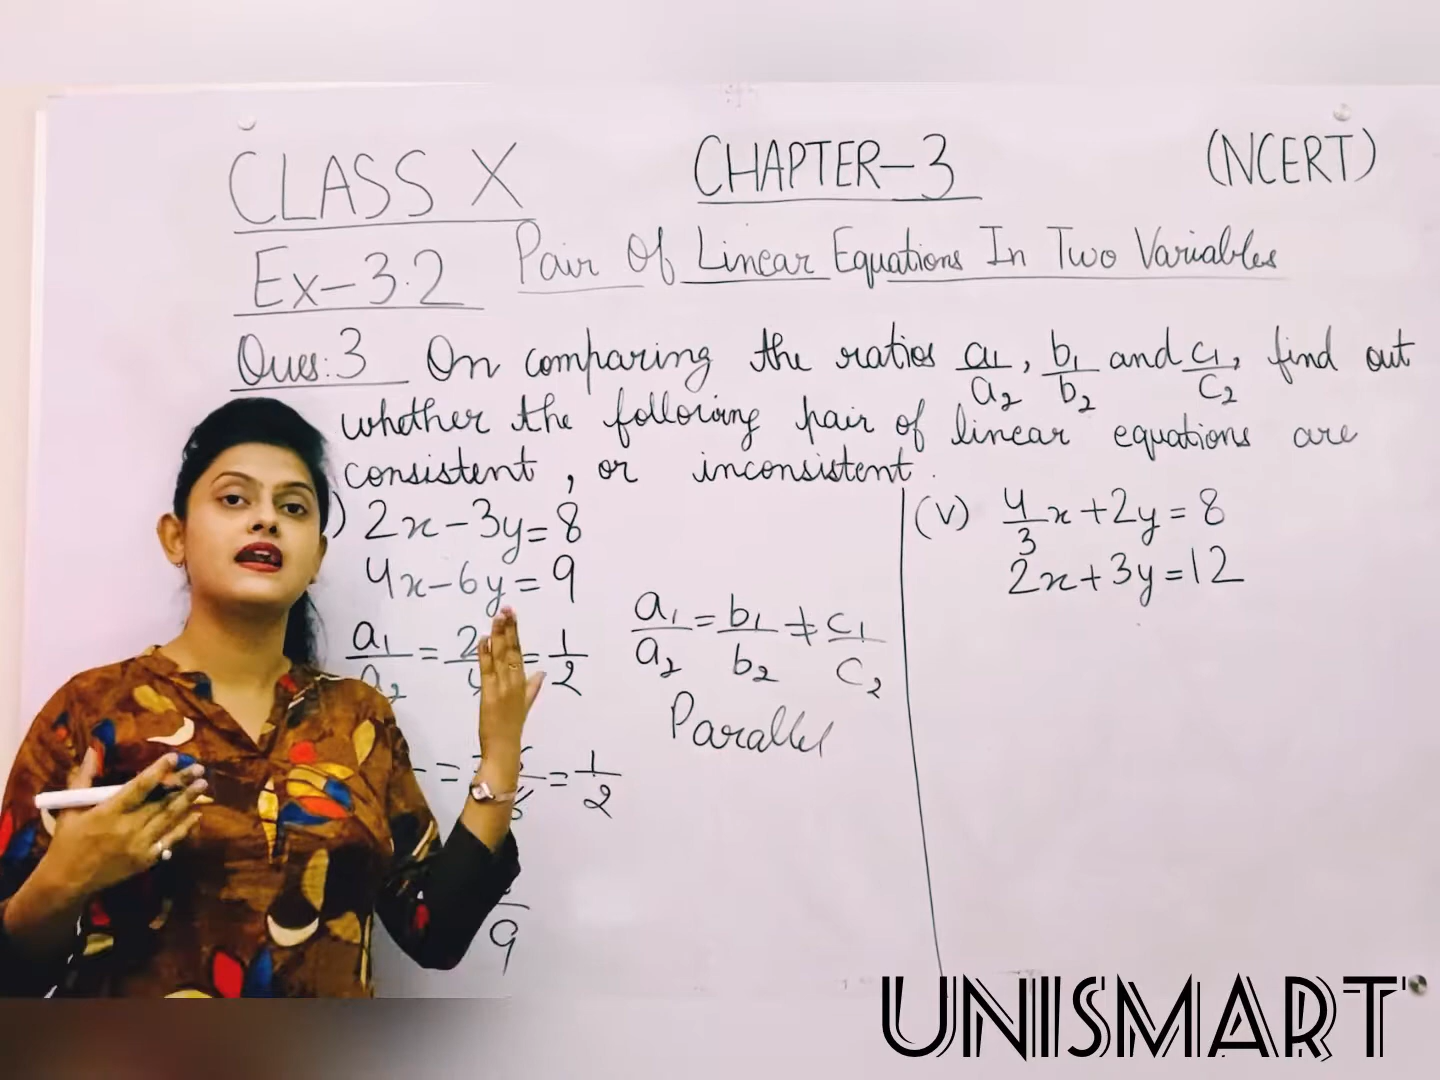 CLASS X CHAPTER-3 (NCERT)
Ex-3.2 Pair Of Linear Equations In Two Variables
Ques:3 On comparing the ratios a1/a2, b1/b2 and c1/c2, find out
whether the following pair of linear equations are
consistent, or inconsistent.
) 2x-3y=8
4x-6y=9
a1/a2 = 2/4 = 1/2
a1/a2 = b1/b2 ≠ c1/c2
Parallel
= = 1/2
9
(V) 4/3x+2y=8
2x+3y=12
UNISMART